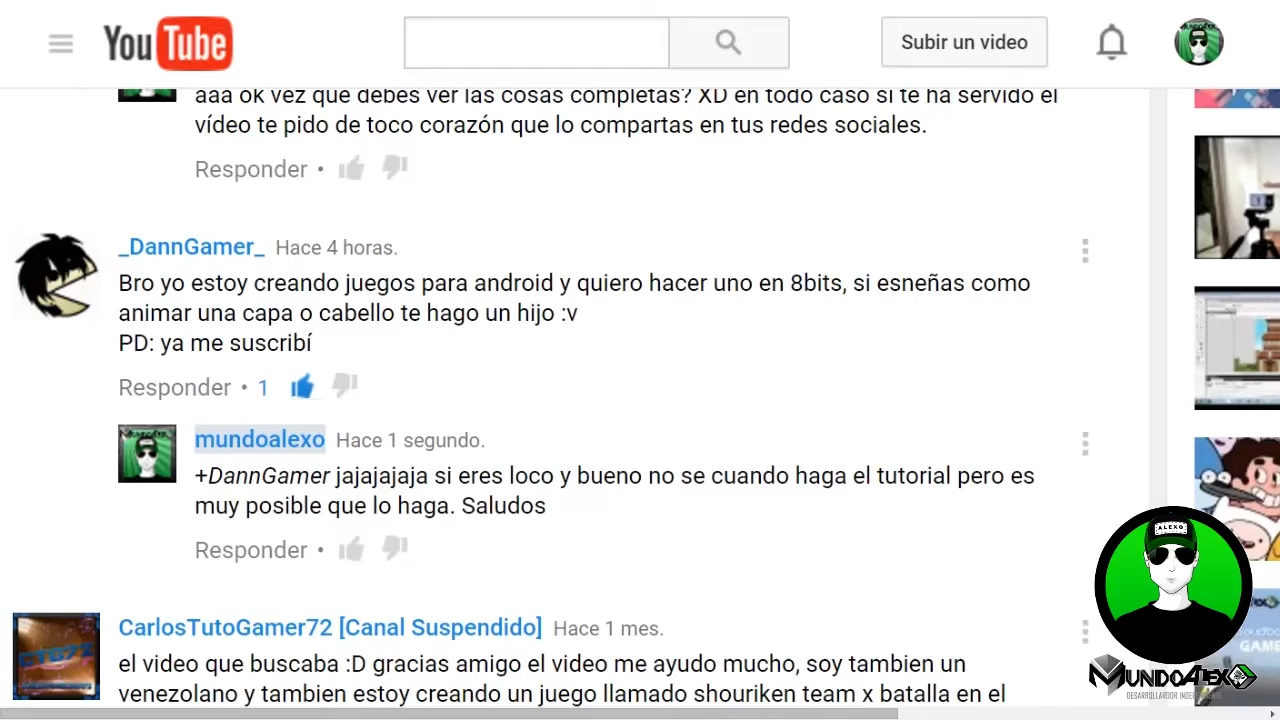 YouTube
Subir un video
aaa ok vez que debes ver las cosas completas? XD en todo caso si te ha servido el
vídeo te pido de toco corazón que lo compartas en tus redes sociales.
Responder •
_DannGamer_ Hace 4 horas.
Bro yo estoy creando juegos para android y quiero hacer uno en 8bits, si esneñas como
animar una capa o cabello te hago un hijo :v
PD: ya me suscribí
Responder • 1
mundoalexo Hace 1 segundo.
+DannGamer jajajajaja si eres loco y bueno no se cuando haga el tutorial pero es
muy posible que lo haga. Saludos
Responder •
ALEXO
CarlosTutoGamer72 [Canal Suspendido] Hace 1 mes.
el video que buscaba :D gracias amigo el video me ayudo mucho, soy tambien un
venezolano y tambien estoy creando un juego llamado shouriken team x batalla en el
CTG72
GAME
MUNDOALEXO
DESARROLLADOR INDEPENDIENTE